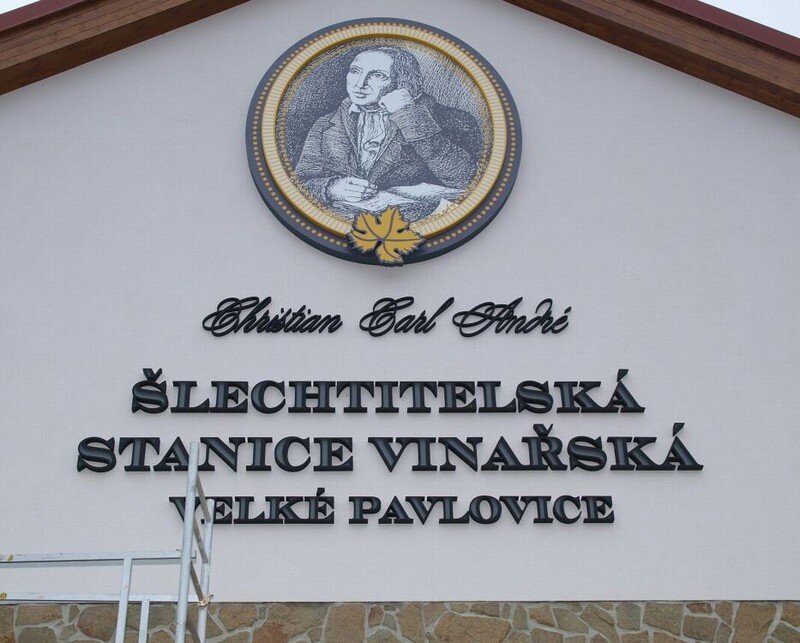 Christian Carl André
ŠLECHTITELSKÁ
STANICE VINAŘSKÁ
VELKÉ PAVLOVICE